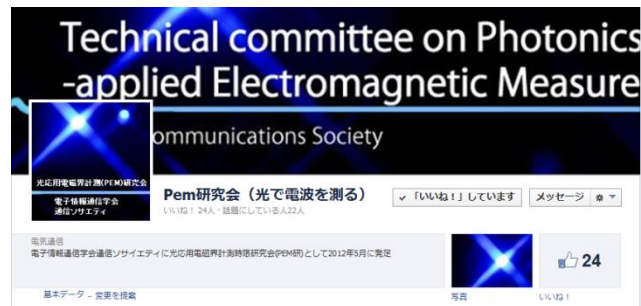 Technical committee on Photonics
-applied Electromagnetic Measure
ommunications Society
光応用電磁界計測(PEM)研究会
電子情報通信学会
通信ソサエティ
Pem研究会（光で電波を測る）
いいね！ 24人・話題にしている人22人
✓ 「いいね！」しています
メッセージ
電気通信
電子情報通信学会通信ソサイエティに光応用電磁界計測時限研究会(PEM研)として2012年5月に発足
24
基本データ - 変更を提案
写真
いいね！